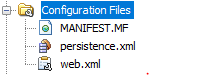 Configuration Files
MANIFEST.MF
persistence.xml
web.xml